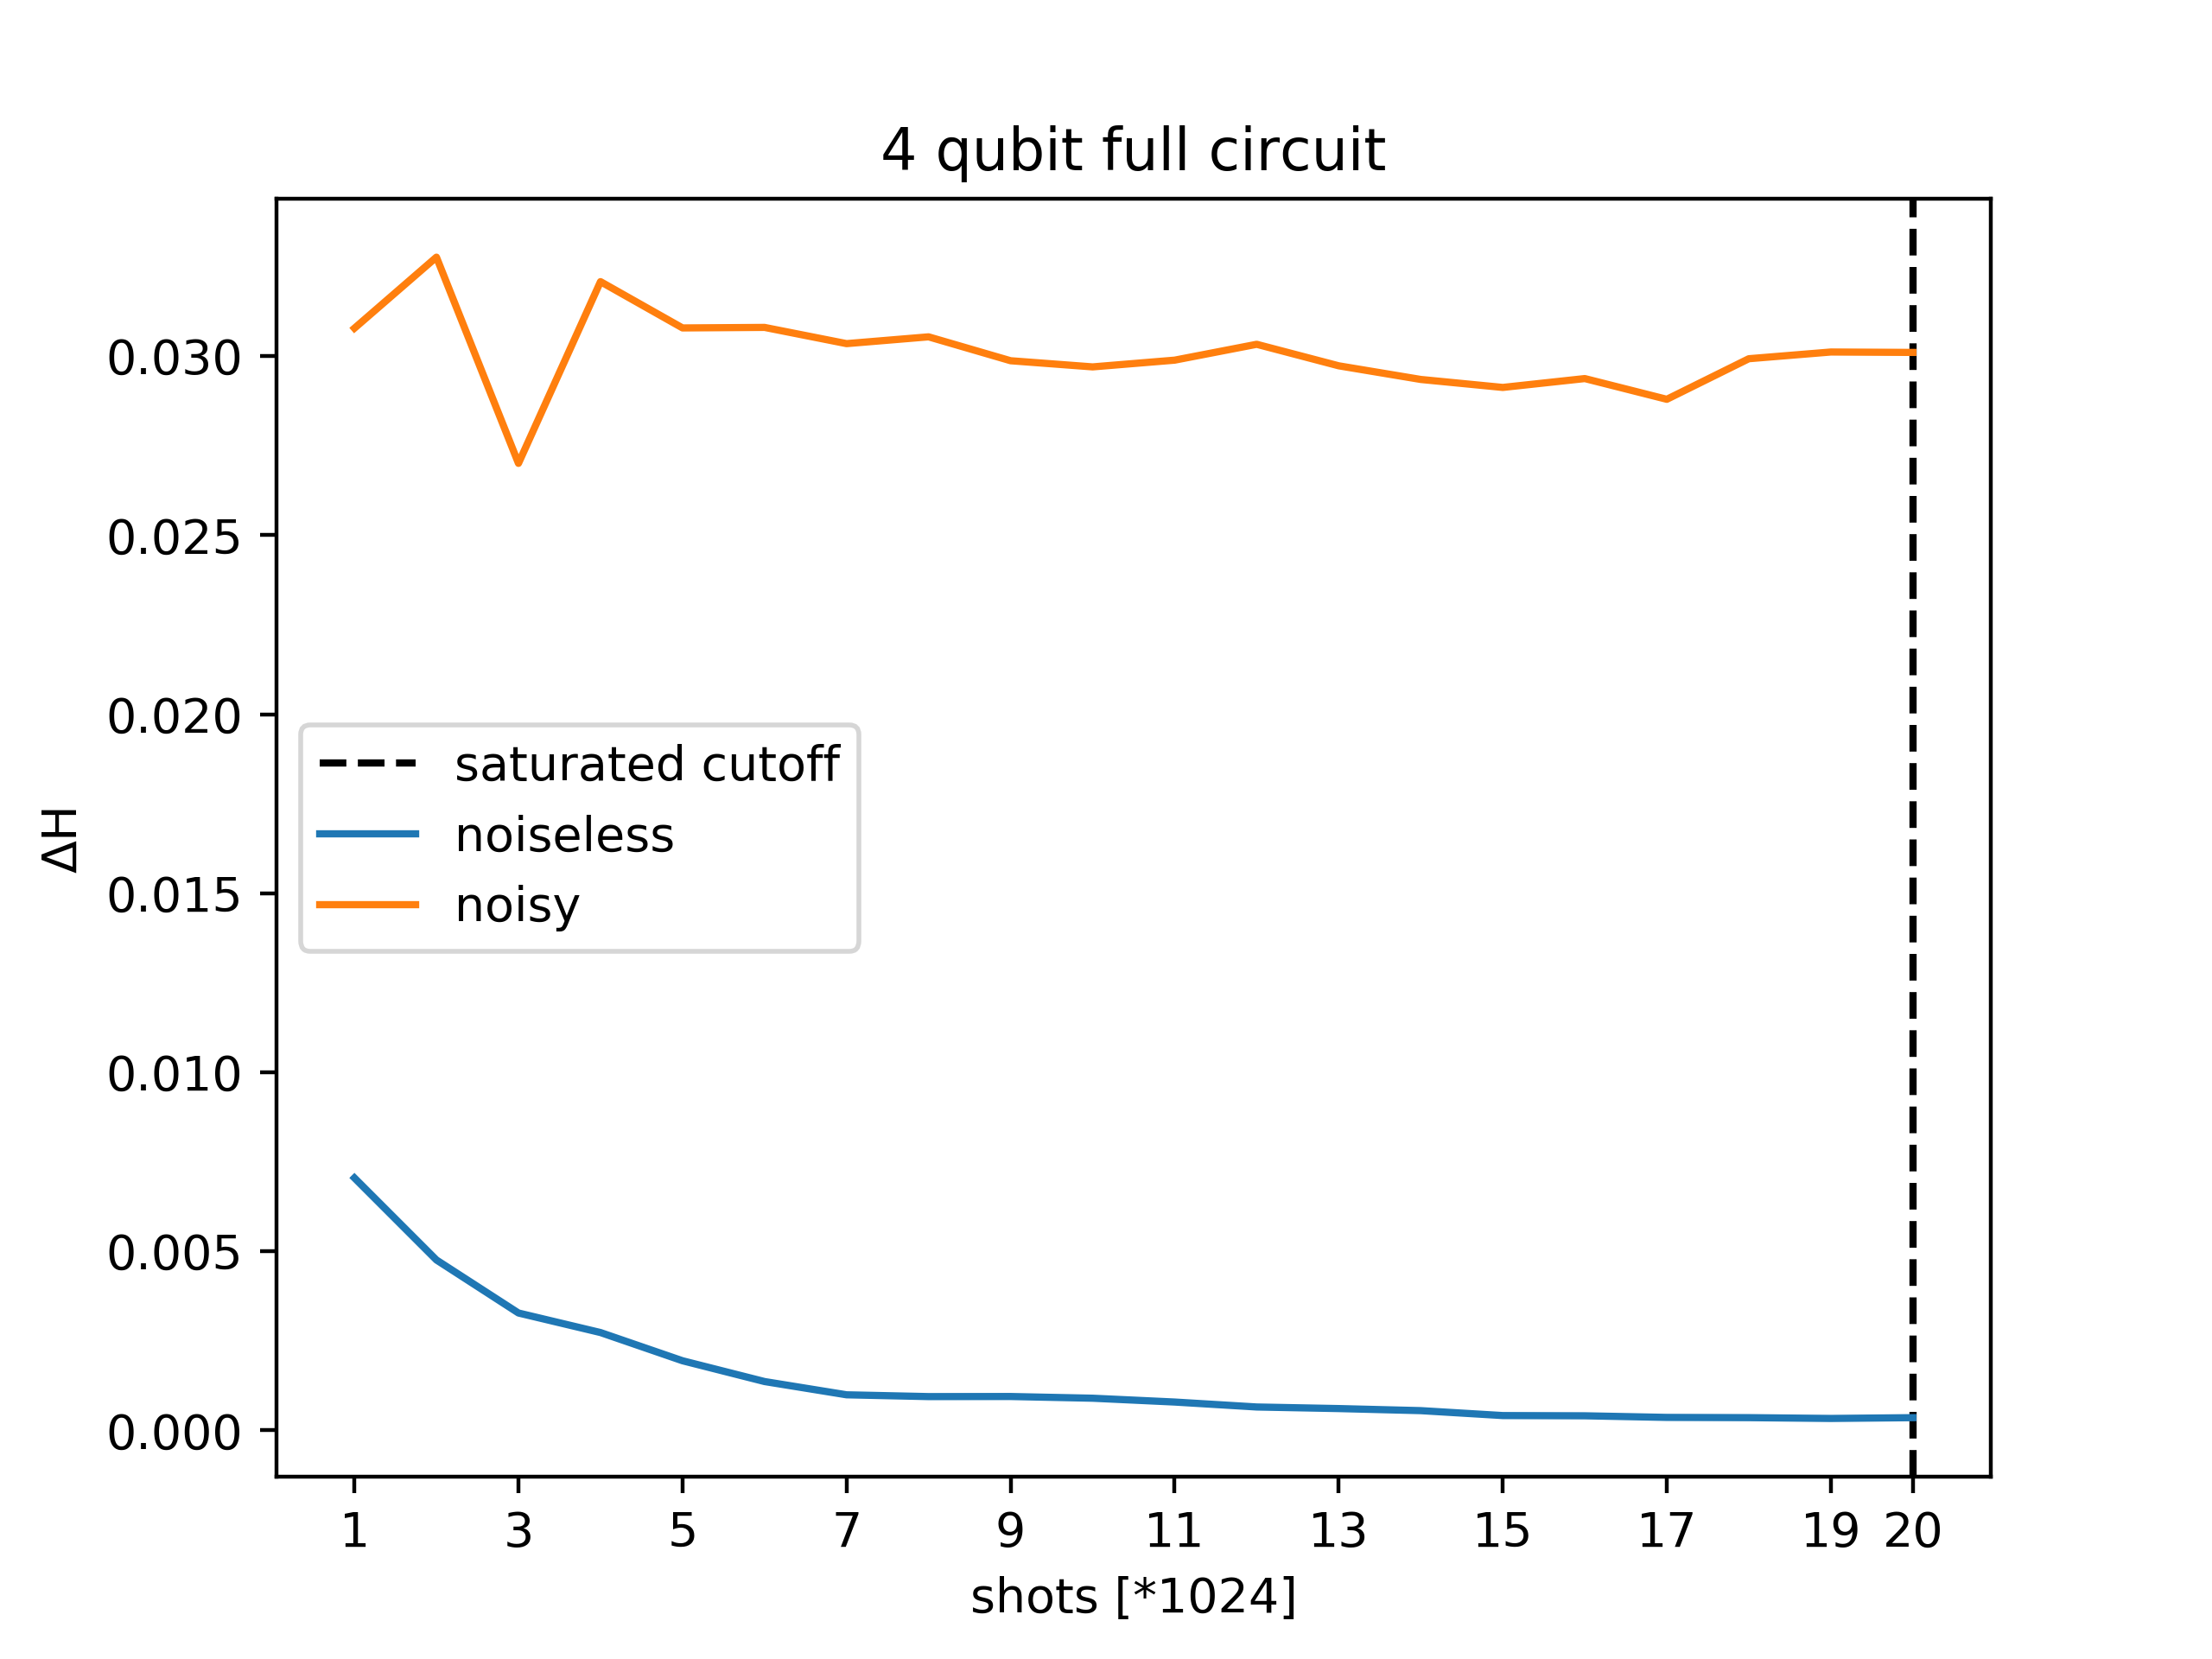 4 qubit full circuit
0.030
0.025
0.020
0.015
0.010
0.005
0.000
ΔH
saturated cutoff
noiseless
noisy
1 3 5 7 9 11 13 15 17 19 20
shots [*1024]